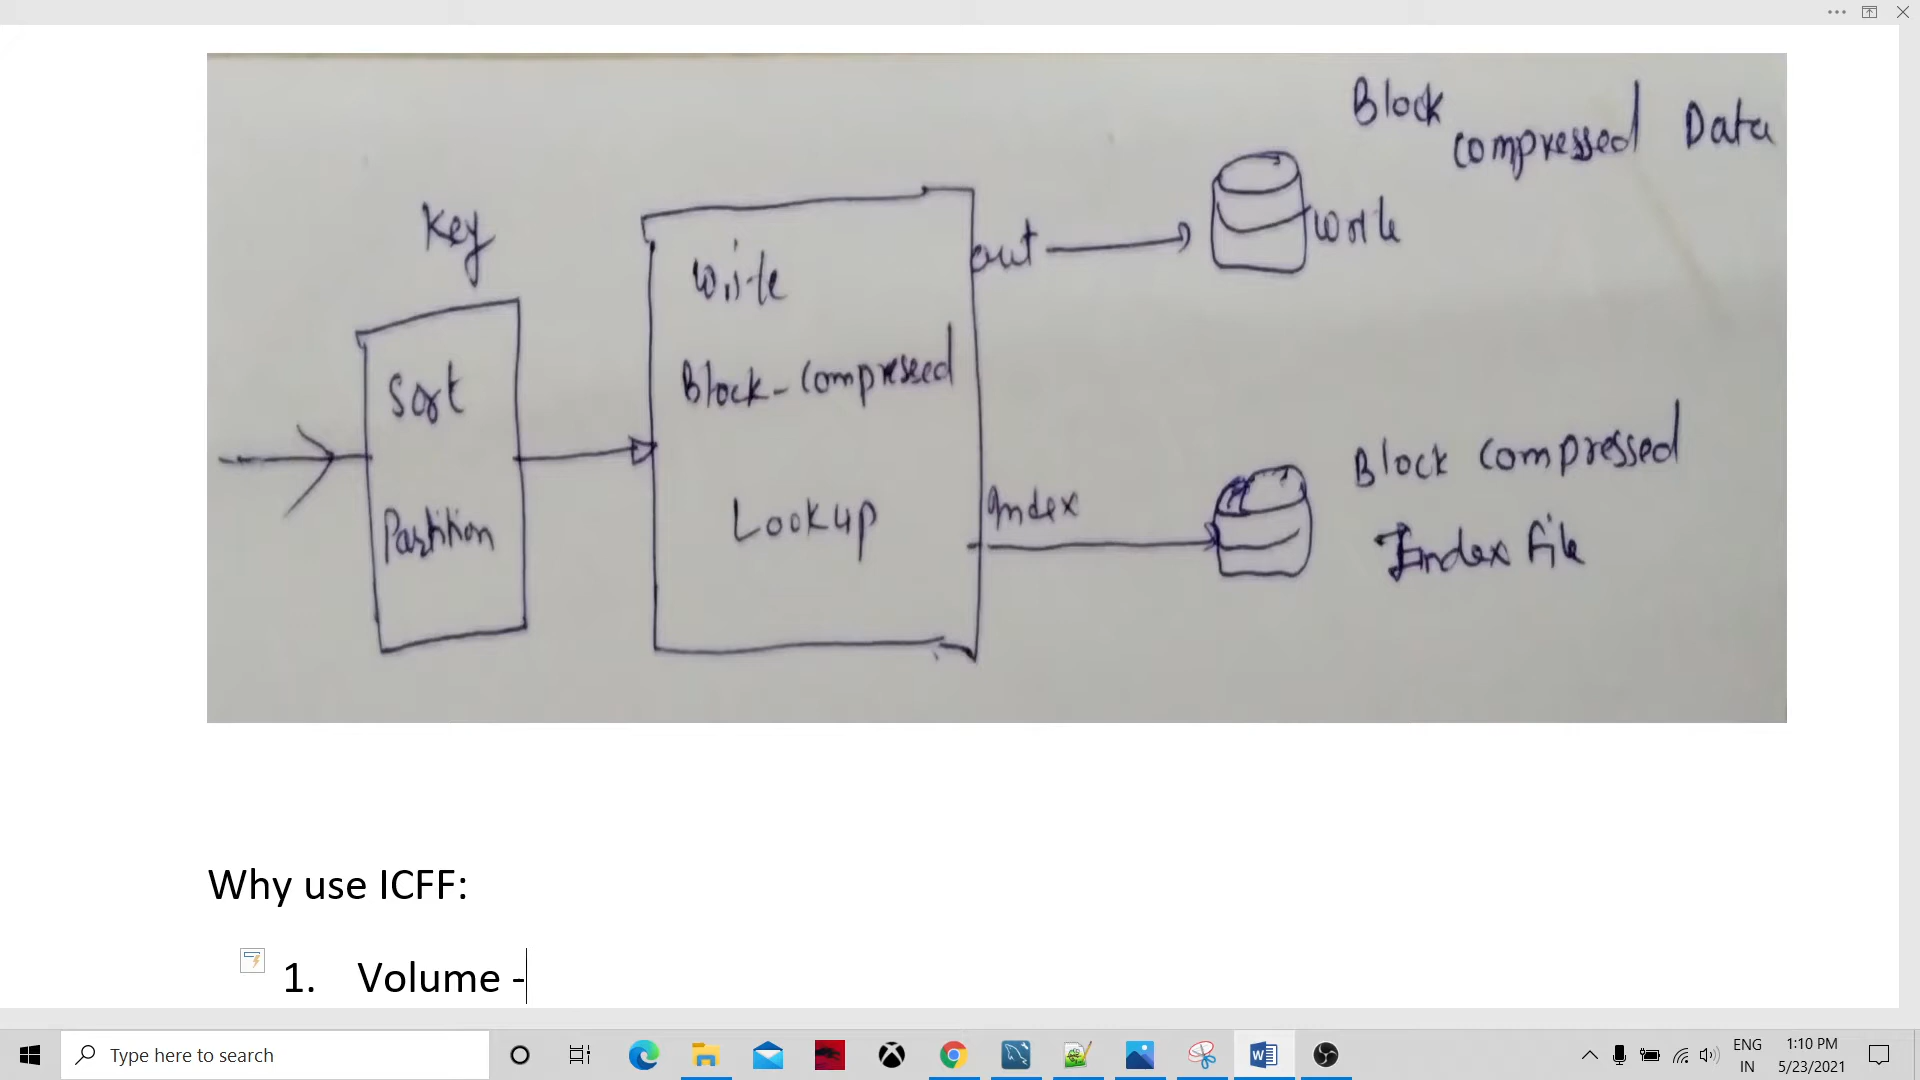 Block
compressed Data
Key
Write
out
Write
Sort
Block-compressed
Partition
Lookup
Index
Block compressed
Index File
Why use ICFF:
1. Volume -
Type here to search
ENG
IN
1:10 PM
5/23/2021